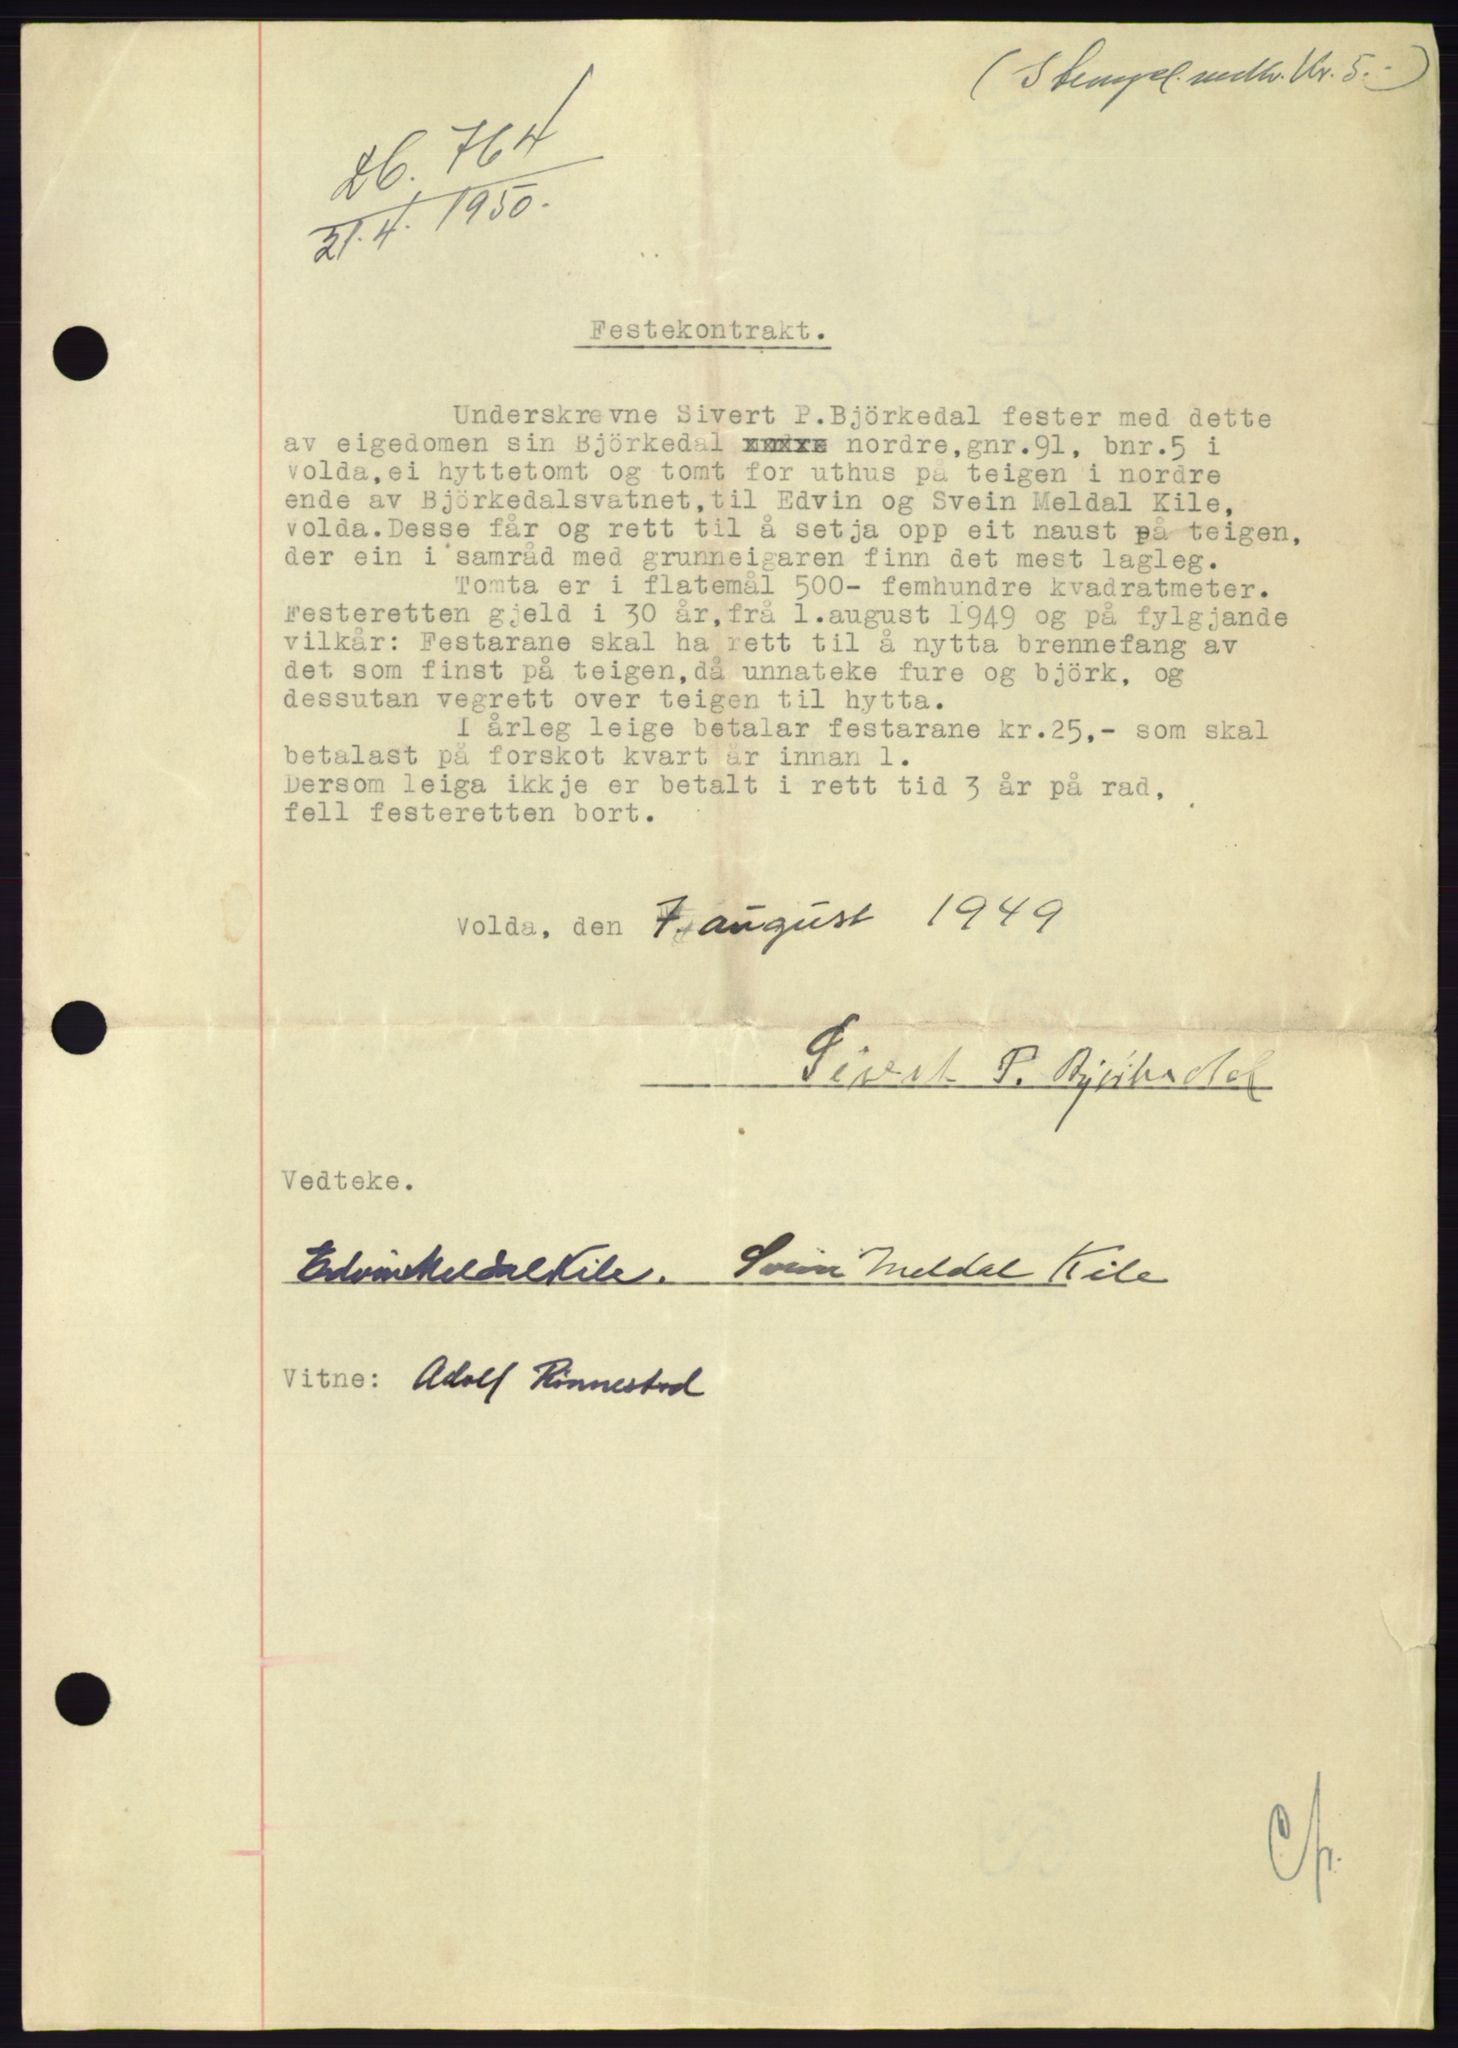 (Stempel. medh. Kr. 5.-)
Db. 764
21.4. 1950.
Festekontrakt.
Underskrevne Sivert P.Björkedal fester med dette
av eigedomen sin Björkedal nordre,gnr.91, bnr.5 i
Volda,ei hyttetomt og tomt for uthus på teigen i nordre
ende av Björkedalsvatnet,til Edvin og Svein Meldal Kile,
Volda.Desse får og rett til å setja opp eit naust på teigen,
der ein i samråd med grunneigaren finn det mest lagleg.
Tomta er i flatemål 500- femhundre kvadratmeter.
Festeretten gjeld i 30 år,frå 1.august 1949 og på fylgjande
vilkår: Festarane skal ha rett til å nytta brennefang av
det som finst på teigen,då unnateke fure og björk, og
dessutan vegrett over teigen til hytta.
I årleg leige betalar festarane kr.25,- som skal
betalast på forskot kvart år innan 1.
Dersom leiga ikkje er betalt i rett tid 3 år på rad,
fell festeretten bort.
Volda, den 7. august 1949
Sivert P. Björkedal
Vedteke.
Edvin Meldal Kile. Svein Meldal Kile
Vitne: Adolf Rönnestad